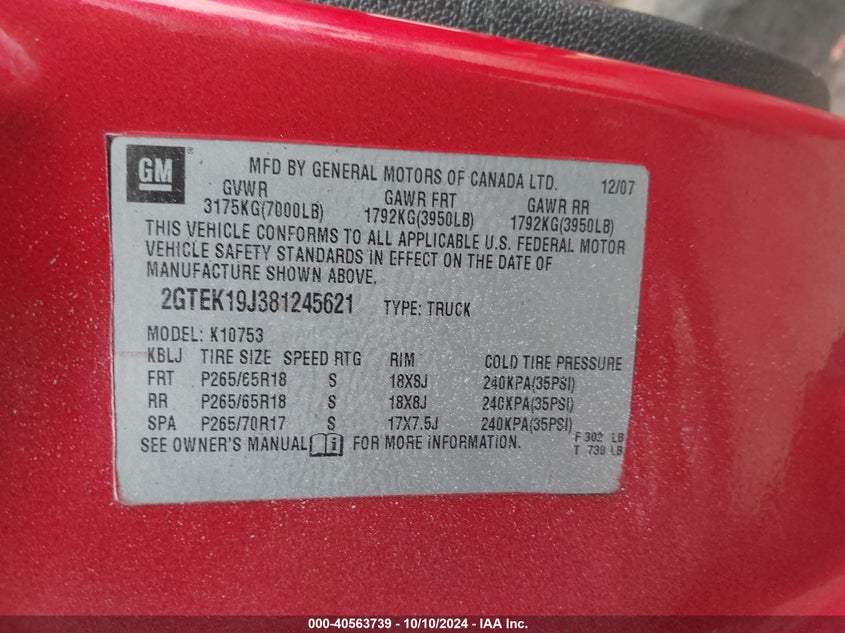 GM ® MFD BY GENERAL MOTORS OF CANADA LTD. 12/07
GVWR GAWR FRT GAWR RR
3175KG(7000LB) 1792KG(3950LB) 1792KG(3950LB)
THIS VEHICLE CONFORMS TO ALL APPLICABLE U.S. FEDERAL MOTOR
VEHICLE SAFETY STANDARDS IN EFFECT ON THE DATE OF
MANUFACTURE SHOWN ABOVE.
2GTEK19J381245621 TYPE: TRUCK
MODEL: K10753
KBLJ TIRE SIZE SPEED RTG RIM COLD TIRE PRESSURE
FRT P265/65R18 S 18X8J 240KPA(35PSI)
RR P265/65R18 S 18X8J 240KPA(35PSI)
SPA P265/70R17 S 17X7.5J 240KPA(35PSI)
SEE OWNER'S MANUAL i FOR MORE INFORMATION.
F 302 LB
T 730 LB
000-40563739 - 10/10/2024 - IAA Inc.